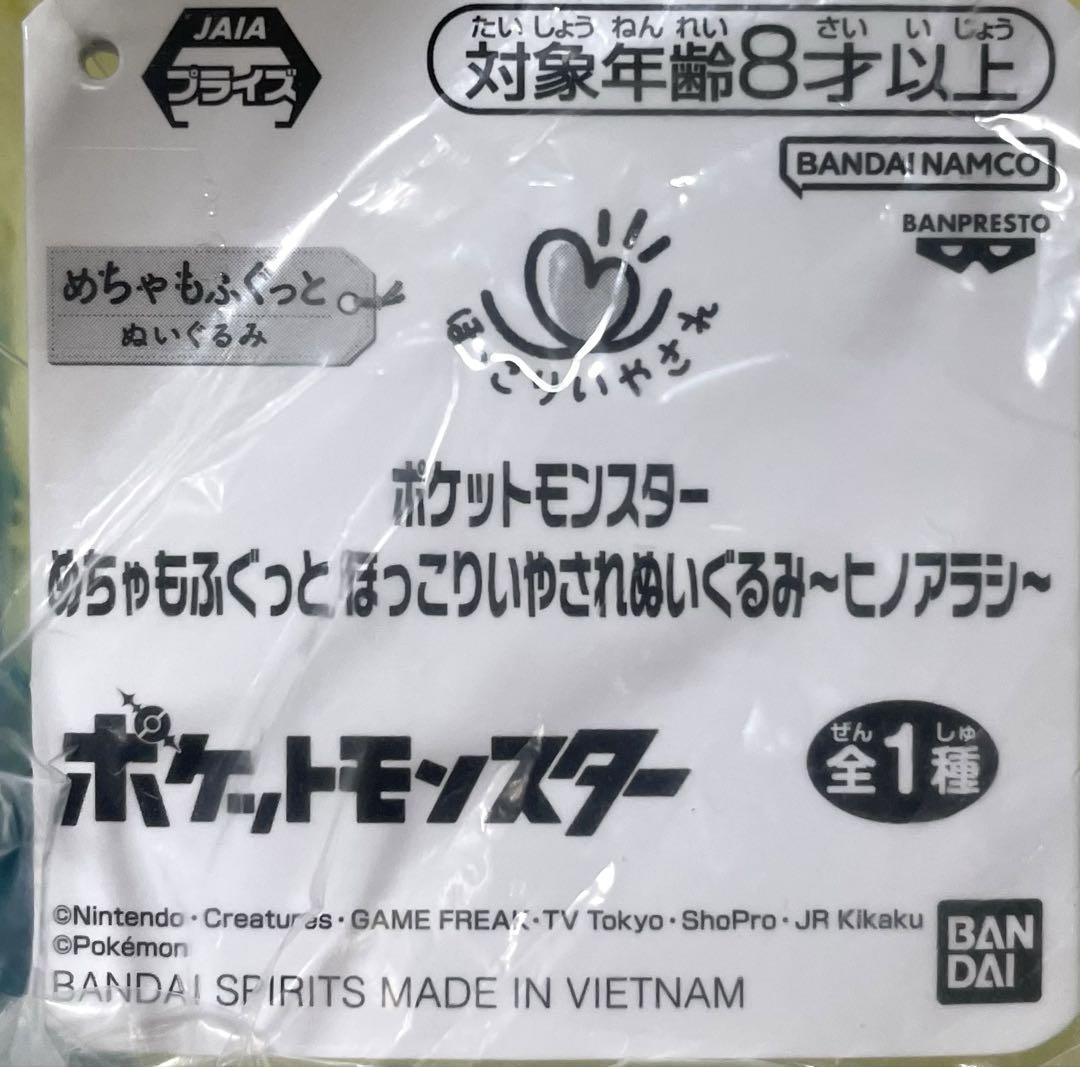 JAIA
プライズ
たいしょうねんれい さいいじょう
対象年齢8才以上
BANDAI NAMCO
BANPRESTO
めちゃもふぐっと
ぬいぐるみ
ほっこりいやされ
ポケットモンスター
めちゃもふぐっと ほっこりいやされぬいぐるみ~ヒノアラシ~
ポケットモンスター
ぜん しゅ
全1種
©Nintendo・Creatures・GAME FREAK・TV Tokyo・ShoPro・JR Kikaku
©Pokémon
BANDAI SPIRITS MADE IN VIETNAM
BAN
DAI